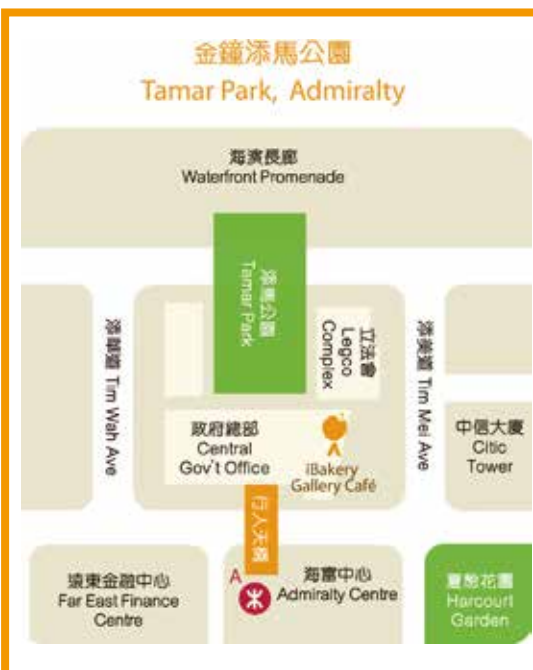 金鐘添馬公園
Tamar Park, Admiralty
海濱長廊
Waterfront Promenade
添馬公園
Tamar Park
立法會
Legco
Complex
添華道 Tim Wah Ave
添美道 Tim Mei Ave
政府總部
Central
Gov't Office
iBakery
Gallery Café
中信大廈
Citic
Tower
行人天橋
A
遠東金融中心
Far East Finance
Centre
海富中心
Admiralty Centre
夏慤花園
Harcourt
Garden